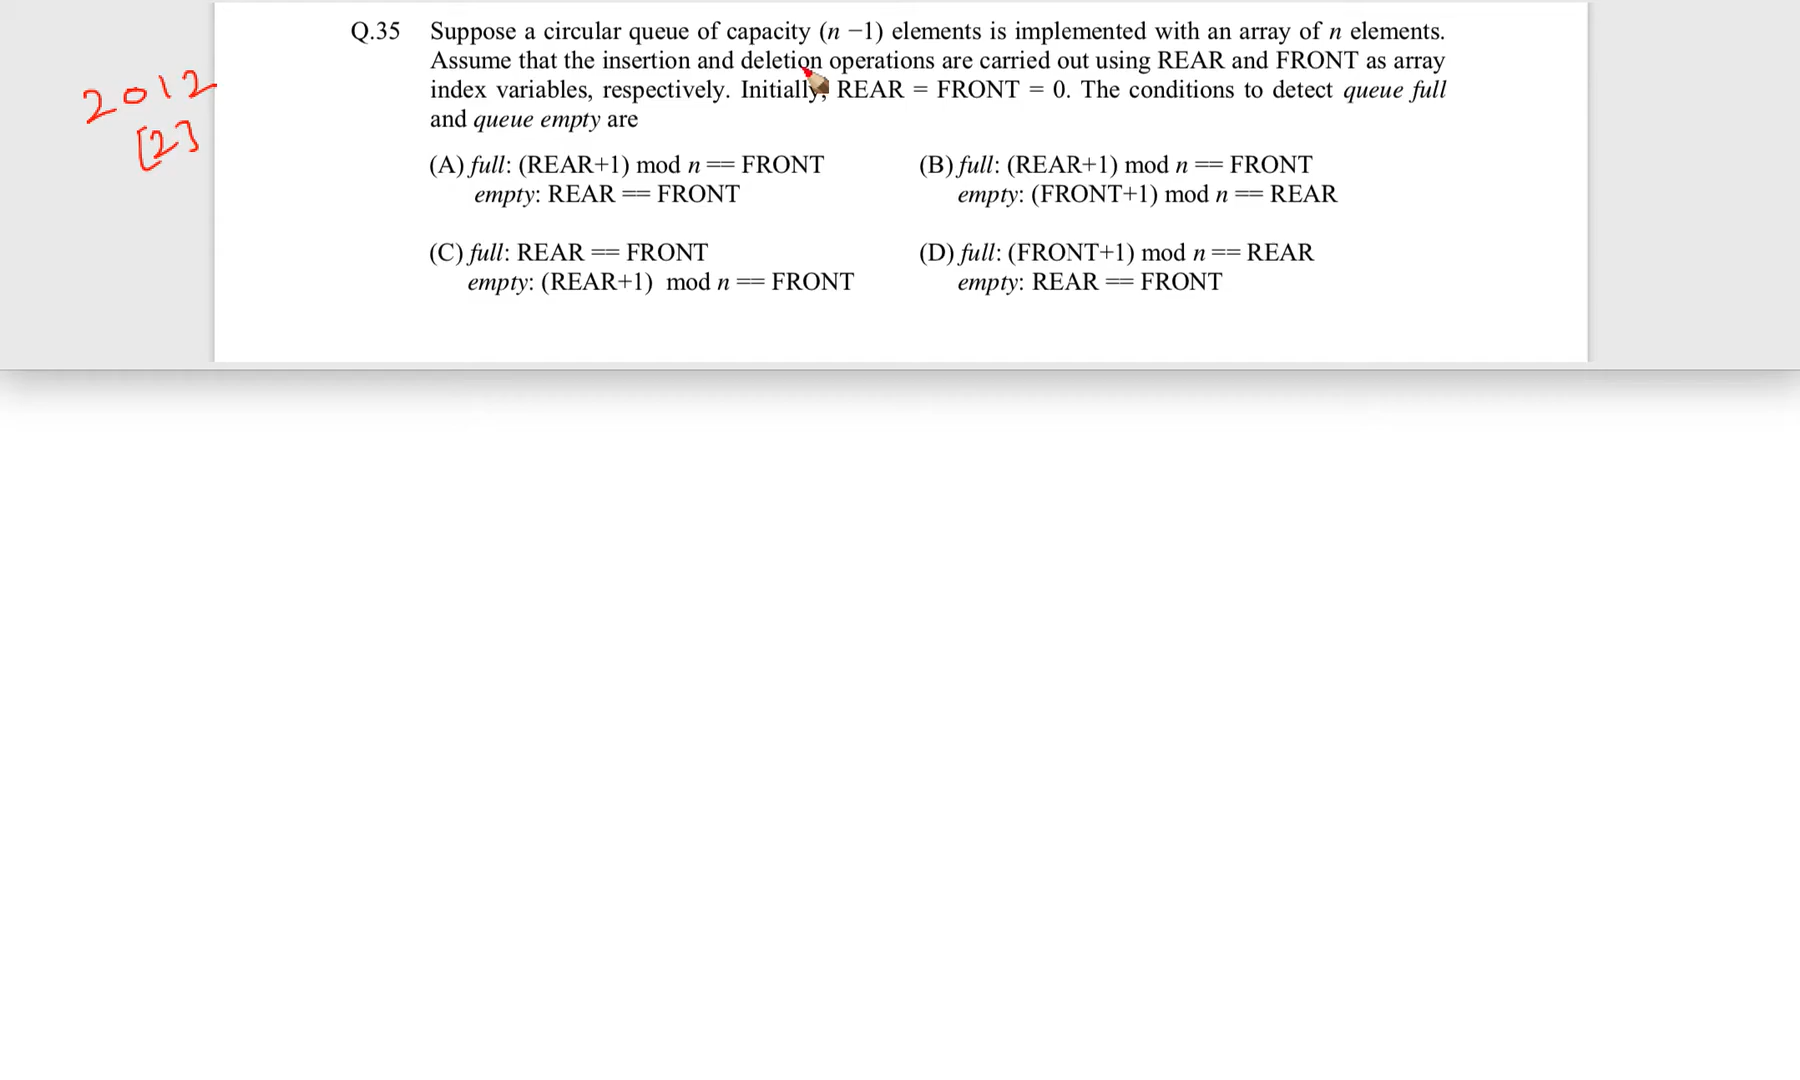 Q.35 Suppose a circular queue of capacity (n −1) elements is implemented with an array of n elements.
Assume that the insertion and deletion operations are carried out using REAR and FRONT as array
index variables, respectively. Initially, REAR = FRONT = 0. The conditions to detect queue full
and queue empty are
2012
[2]
(A) full: (REAR+1) mod n == FRONT
empty: REAR == FRONT
(B) full: (REAR+1) mod n == FRONT
empty: (FRONT+1) mod n == REAR
(C) full: REAR == FRONT
empty: (REAR+1) mod n == FRONT
(D) full: (FRONT+1) mod n == REAR
empty: REAR == FRONT